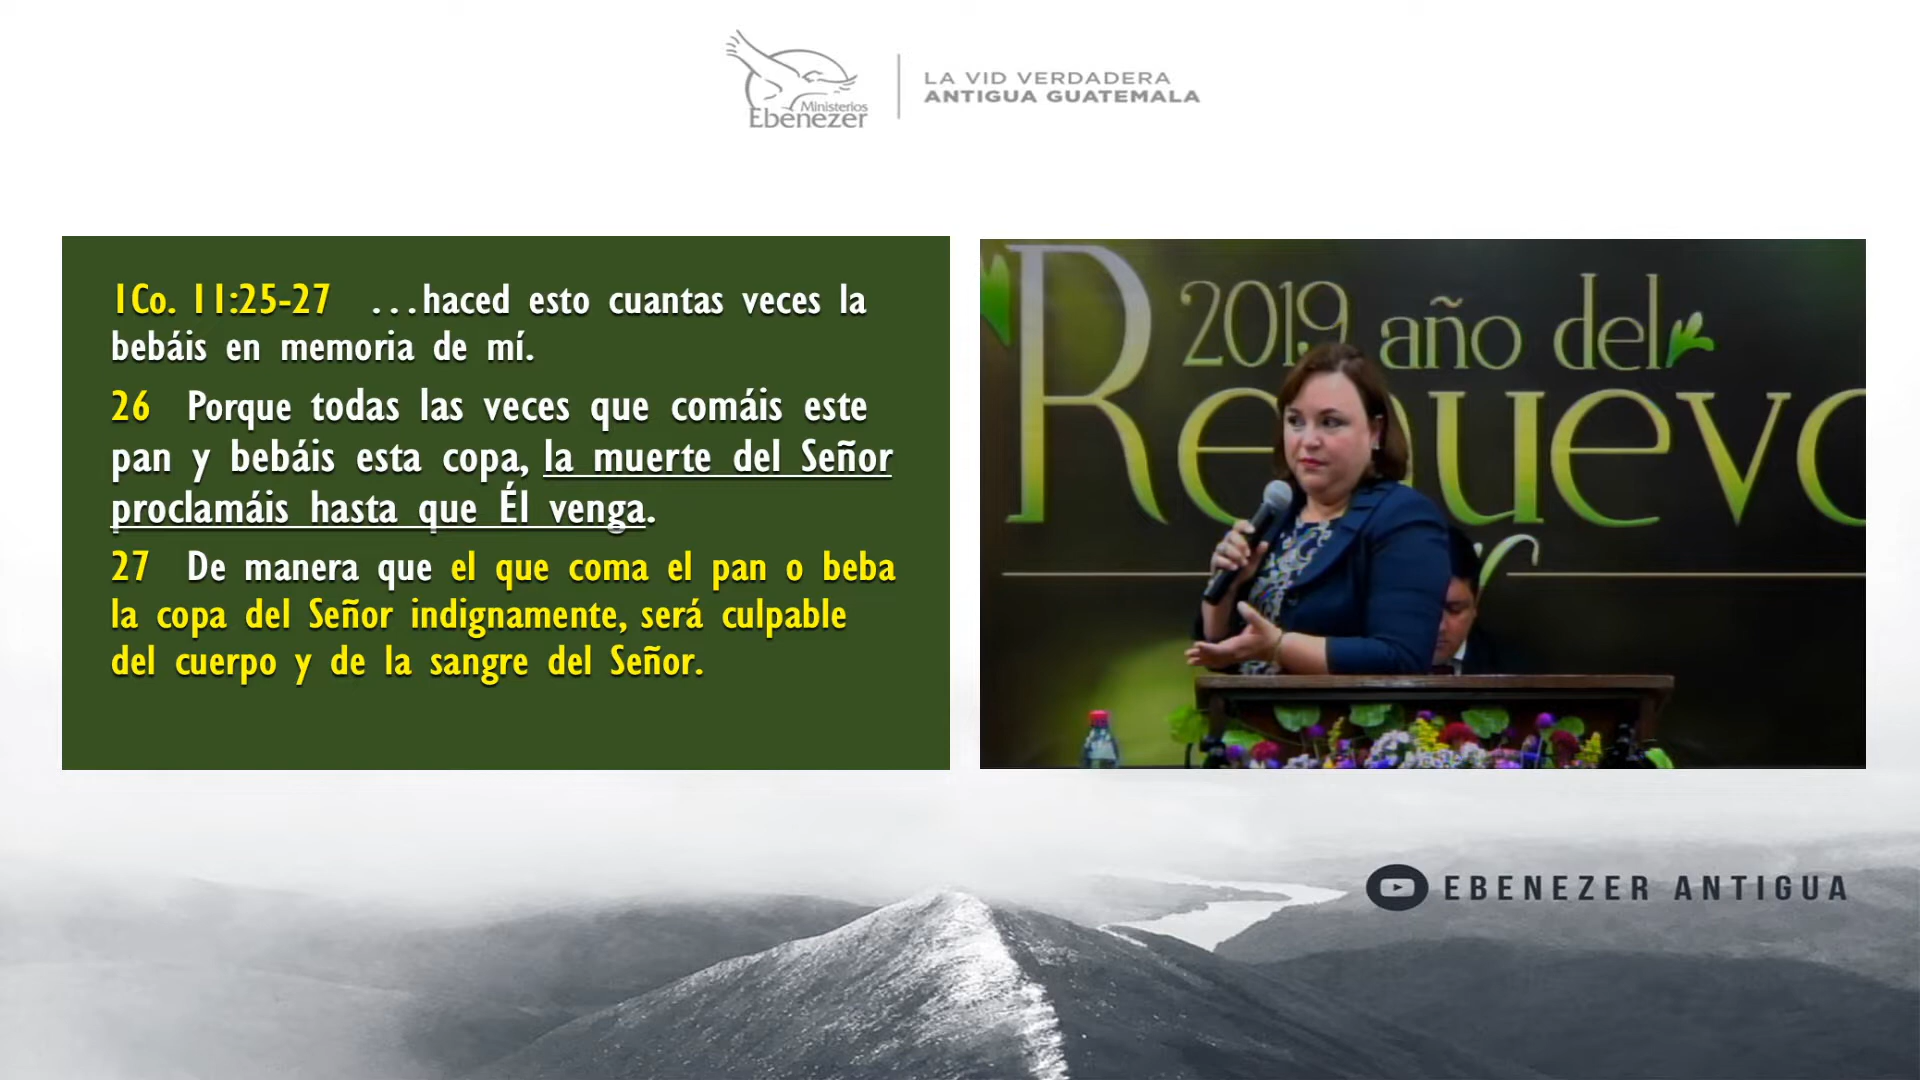 Ministerios
Ebenezer
LA VID VERDADERA
ANTIGUA GUATEMALA
1Co. 11:25-27 ...haced esto cuantas veces la
bebáis en memoria de mí.
26 Porque todas las veces que comáis este
pan y bebáis esta copa, la muerte del Señor
proclamáis hasta que Él venga.
27 De manera que el que coma el pan o beba
la copa del Señor indignamente, será culpable
del cuerpo y de la sangre del Señor.
2019 año del
Renuevo
EBENEZER ANTIGUA